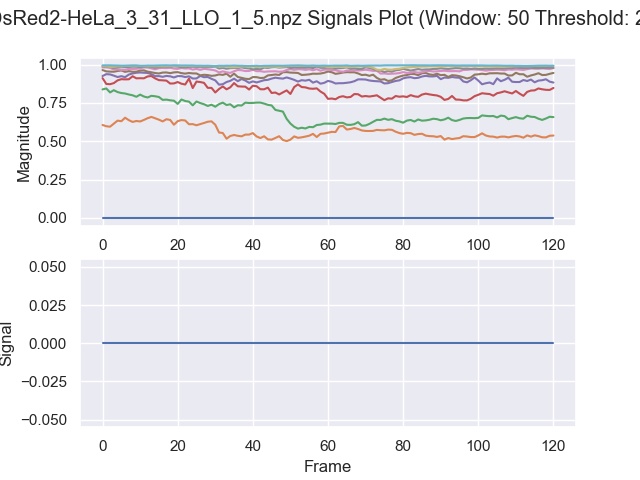 DsRed2-HeLa_3_31_LLO_1_5.npz Signals Plot (Window: 50 Threshold: 2
1.00
0.75
0.50
0.25
0.00
Magnitude
0 20 40 60 80 100 120
0.050
0.025
0.000
−0.025
−0.050
Signal
0 20 40 60 80 100 120
Frame